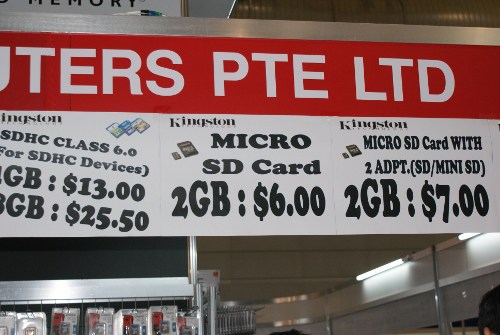 D MEMORY
UTERS PTE LTD
Kingston
SDHC CLASS 6.0
For SDHC Devices)
GB : $13.00
GB : $25.50
Kingston
MICRO
SD Card
2GB : $6.00
Kingston
MICRO SD Card WITH
2 ADPT.(SD/MINI SD)
2GB : $7.00